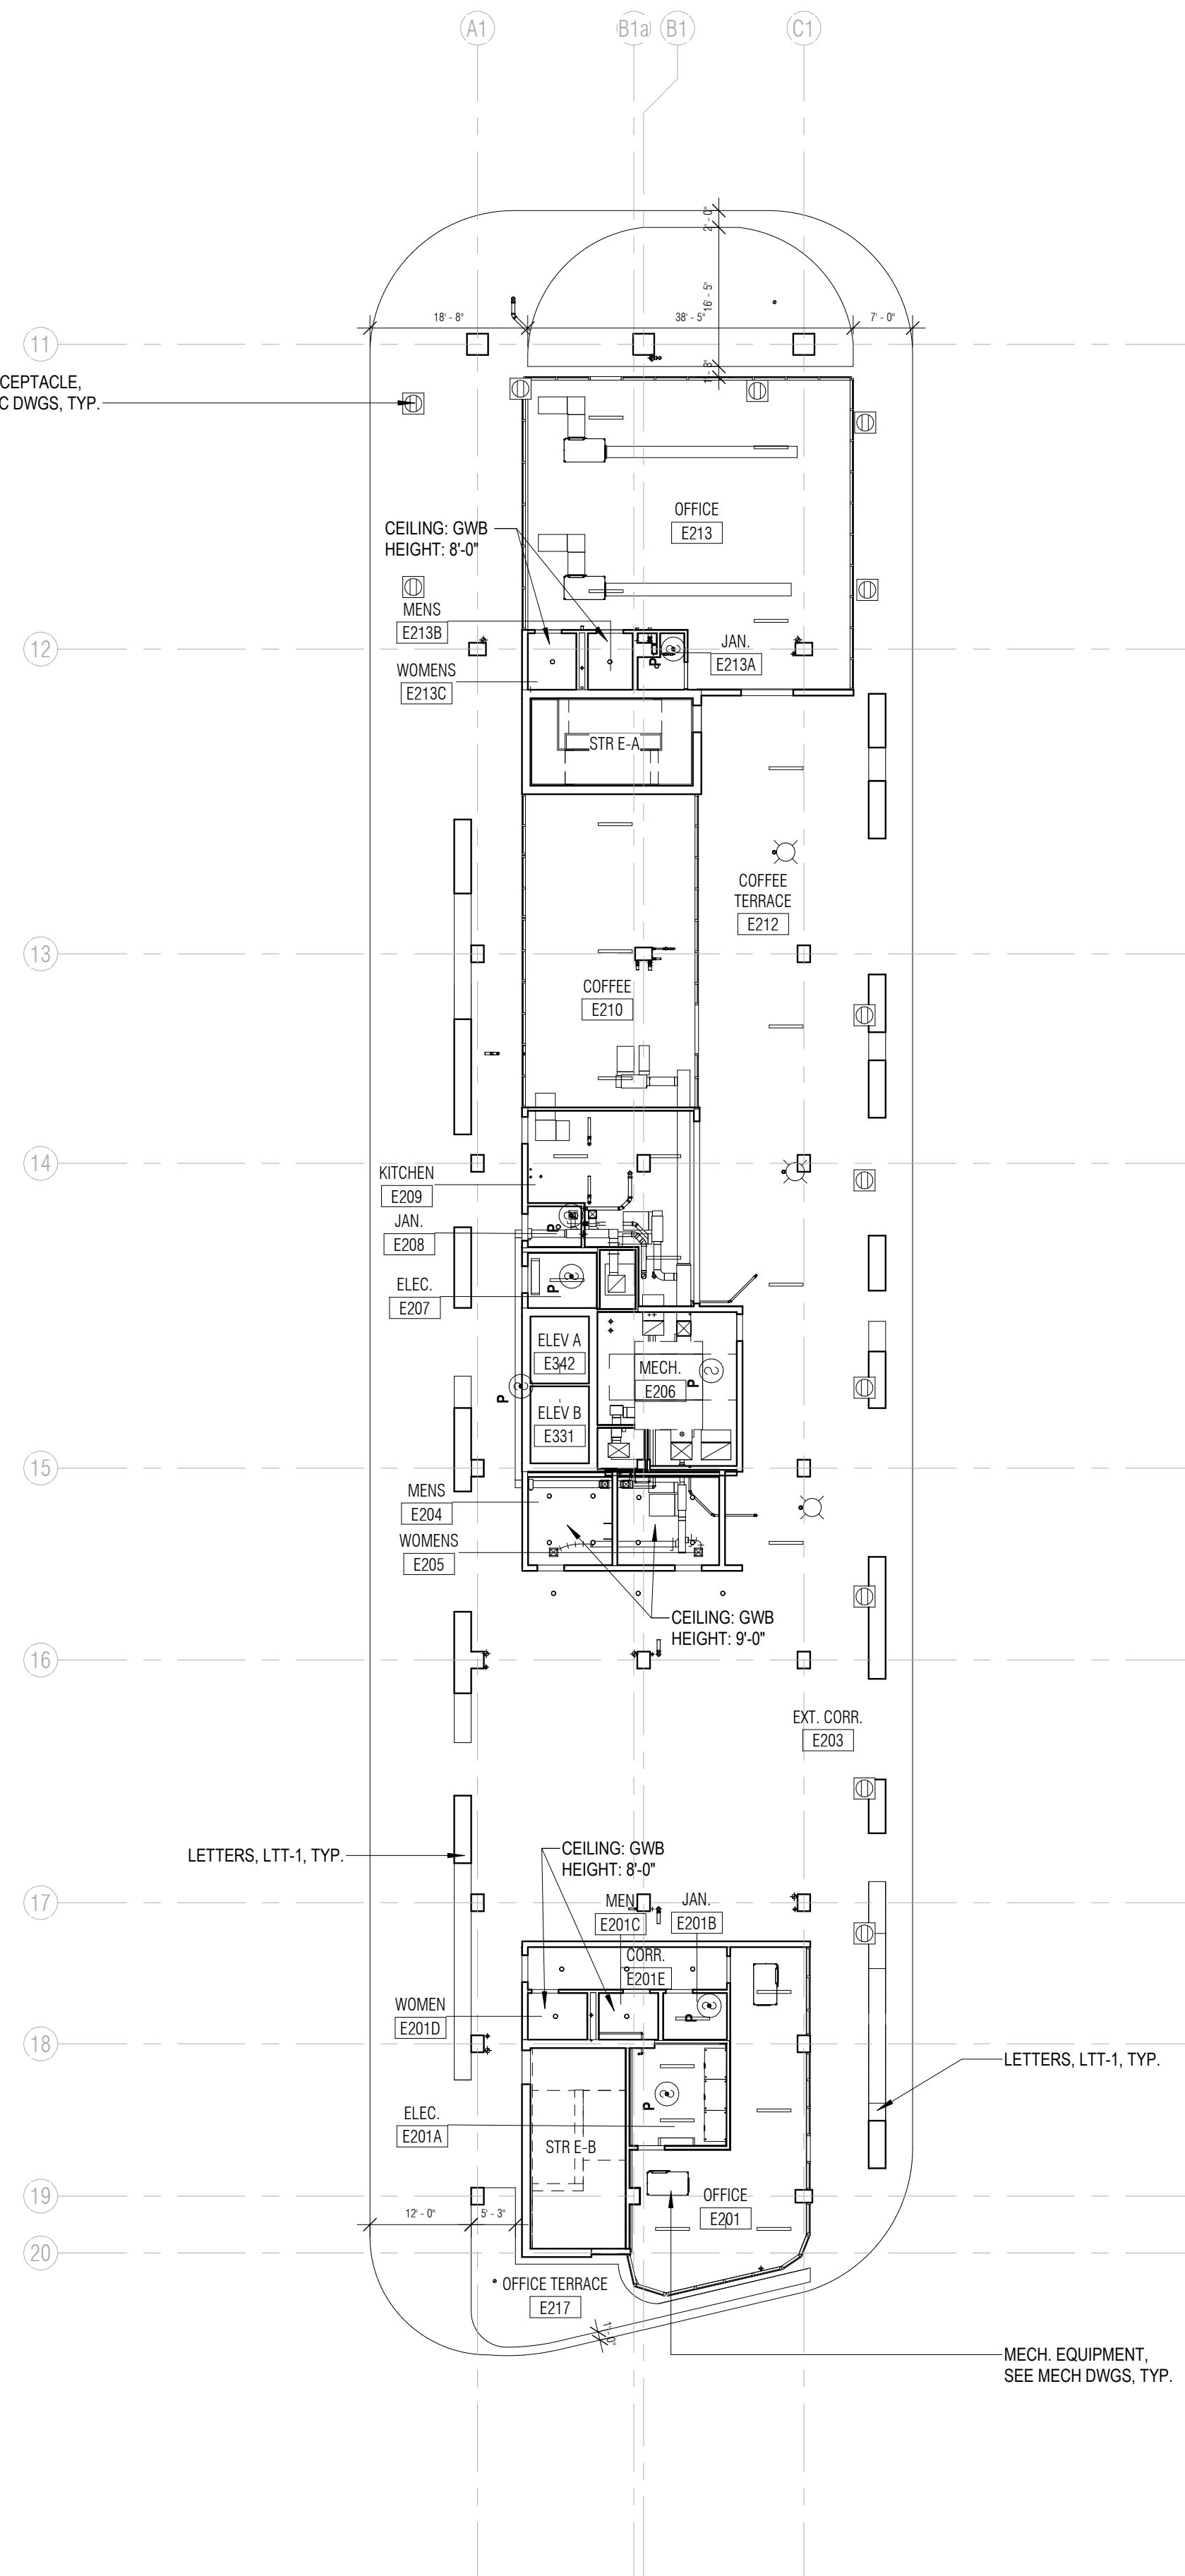 A1
B1a
B1
C1
2' - 0"
16' - 5"
18' - 8"
38' - 5"
7' - 0"
11
CEPTACLE,
C DWGS, TYP.
OFFICE
E213
CEILING: GWB
HEIGHT: 8'-0"
MENS
E213B
12
JAN.
E213A
WOMENS
E213C
P
STR E-A
COFFEE
TERRACE
E212
13
COFFEE
E210
14
KITCHEN
E209
JAN.
E208
P
ELEC.
E207
P
ELEV A
E342
MECH.
E206
P
S
P
ELEV B
E331
15
MENS
E204
WOMENS
E205
CEILING: GWB
HEIGHT: 9'-0"
16
EXT. CORR.
E203
LETTERS, LTT-1, TYP.
CEILING: GWB
HEIGHT: 8'-0"
17
MEN
E201C
JAN.
E201B
CORR.
E201E
WOMEN
E201D
P
18
LETTERS, LTT-1, TYP.
P
ELEC.
E201A
STR E-B
19
OFFICE
E201
12' - 0"
5' - 3"
20
OFFICE TERRACE
E217
1' - 0"
MECH. EQUIPMENT,
SEE MECH DWGS, TYP.